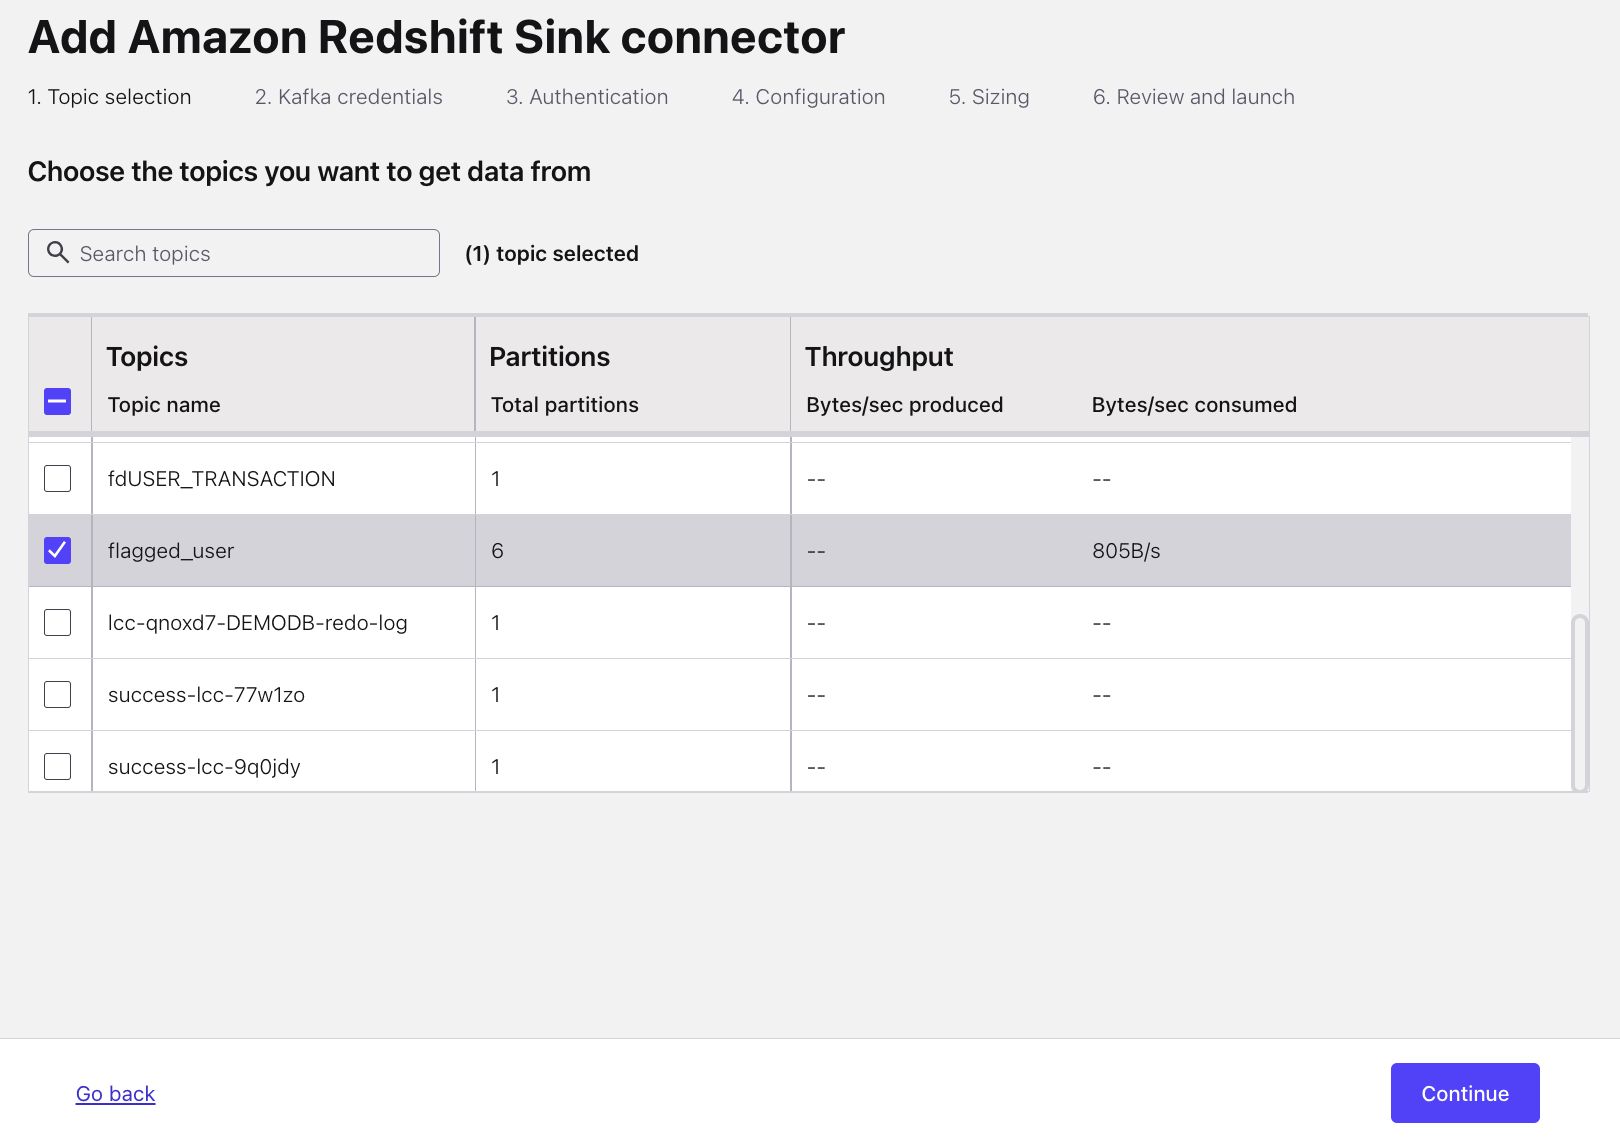 Add Amazon Redshift Sink connector
1. Topic selection 2. Kafka credentials 3. Authentication 4. Configuration 5. Sizing 6. Review and launch
Choose the topics you want to get data from
Search topics (1) topic selected
Topics Partitions Throughput
Topic name Total partitions Bytes/sec produced Bytes/sec consumed
fdUSER_TRANSACTION 1 -- --
flagged_user 6 -- 805B/s
lcc-qnoxd7-DEMODB-redo-log 1 -- --
success-lcc-77w1zo 1 -- --
success-lcc-9q0jdy 1 -- --
Go back Continue